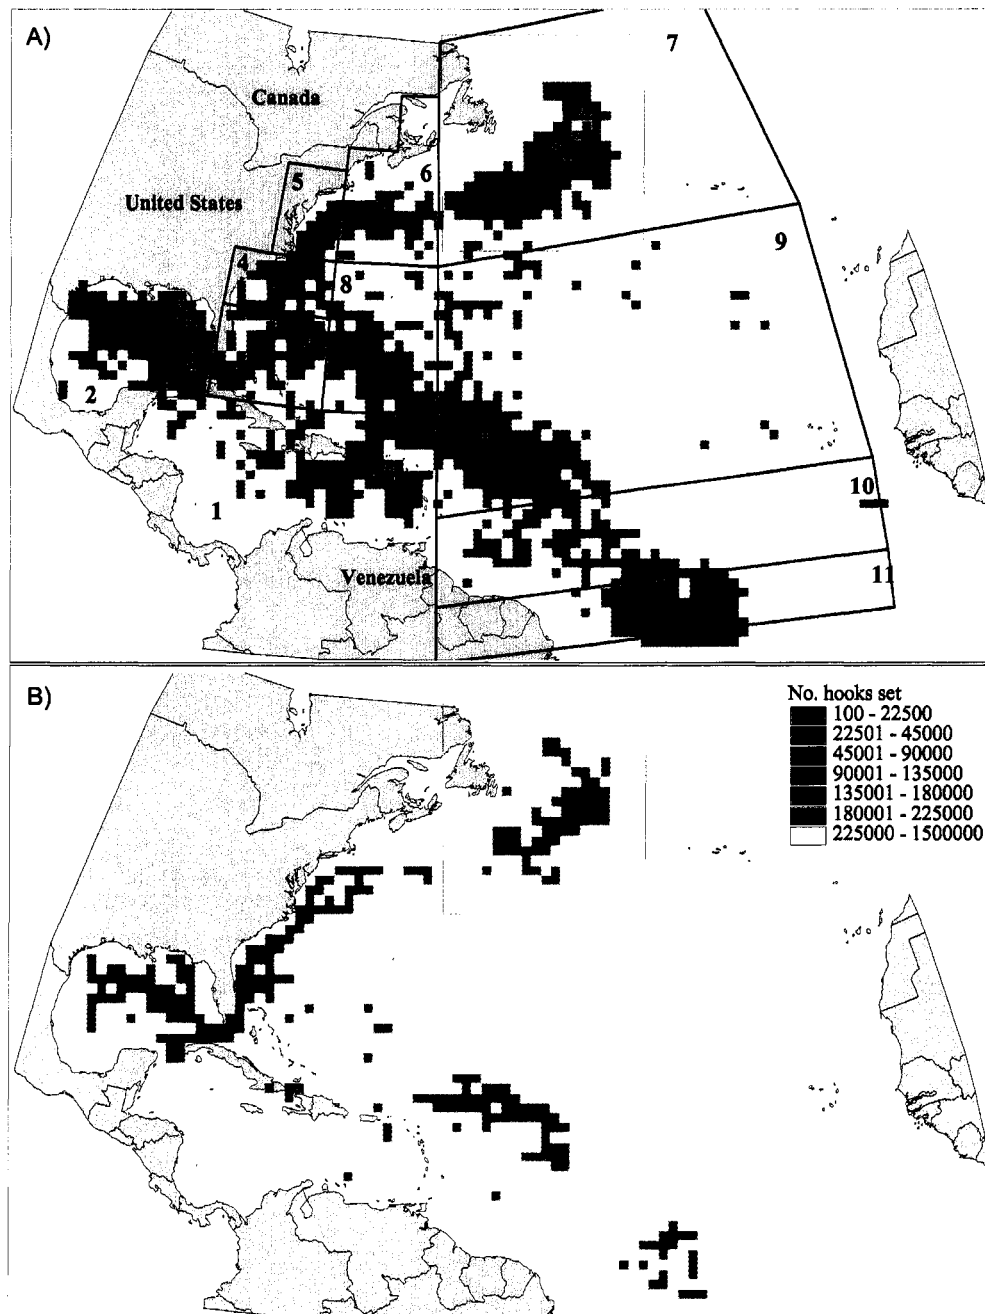 A)
7
Canada
6
5
United States
9
4
8
2
10
1
11
Venezuela
B)
No. hooks set
100 - 22500
22501 - 45000
45001 - 90000
90001 - 135000
135001 - 180000
180001 - 225000
225000 - 1500000